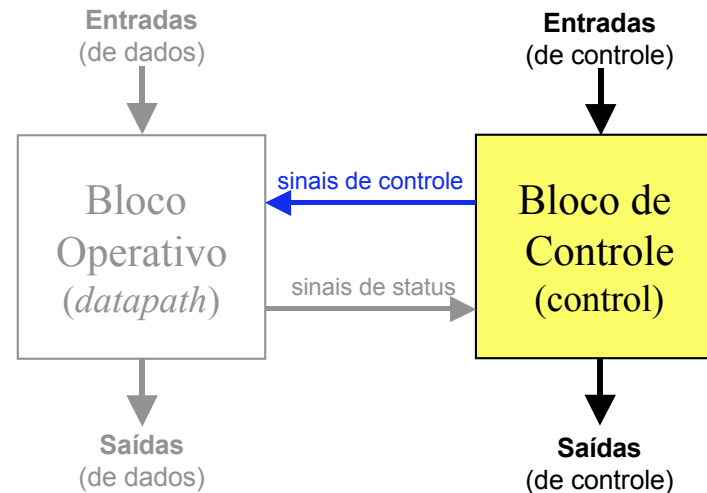 Entradas
(de dados)
Entradas
(de controle)
sinais de controle
Bloco
Operativo
(datapath)
Bloco de
Controle
(control)
sinais de status
Saídas
(de dados)
Saídas
(de controle)